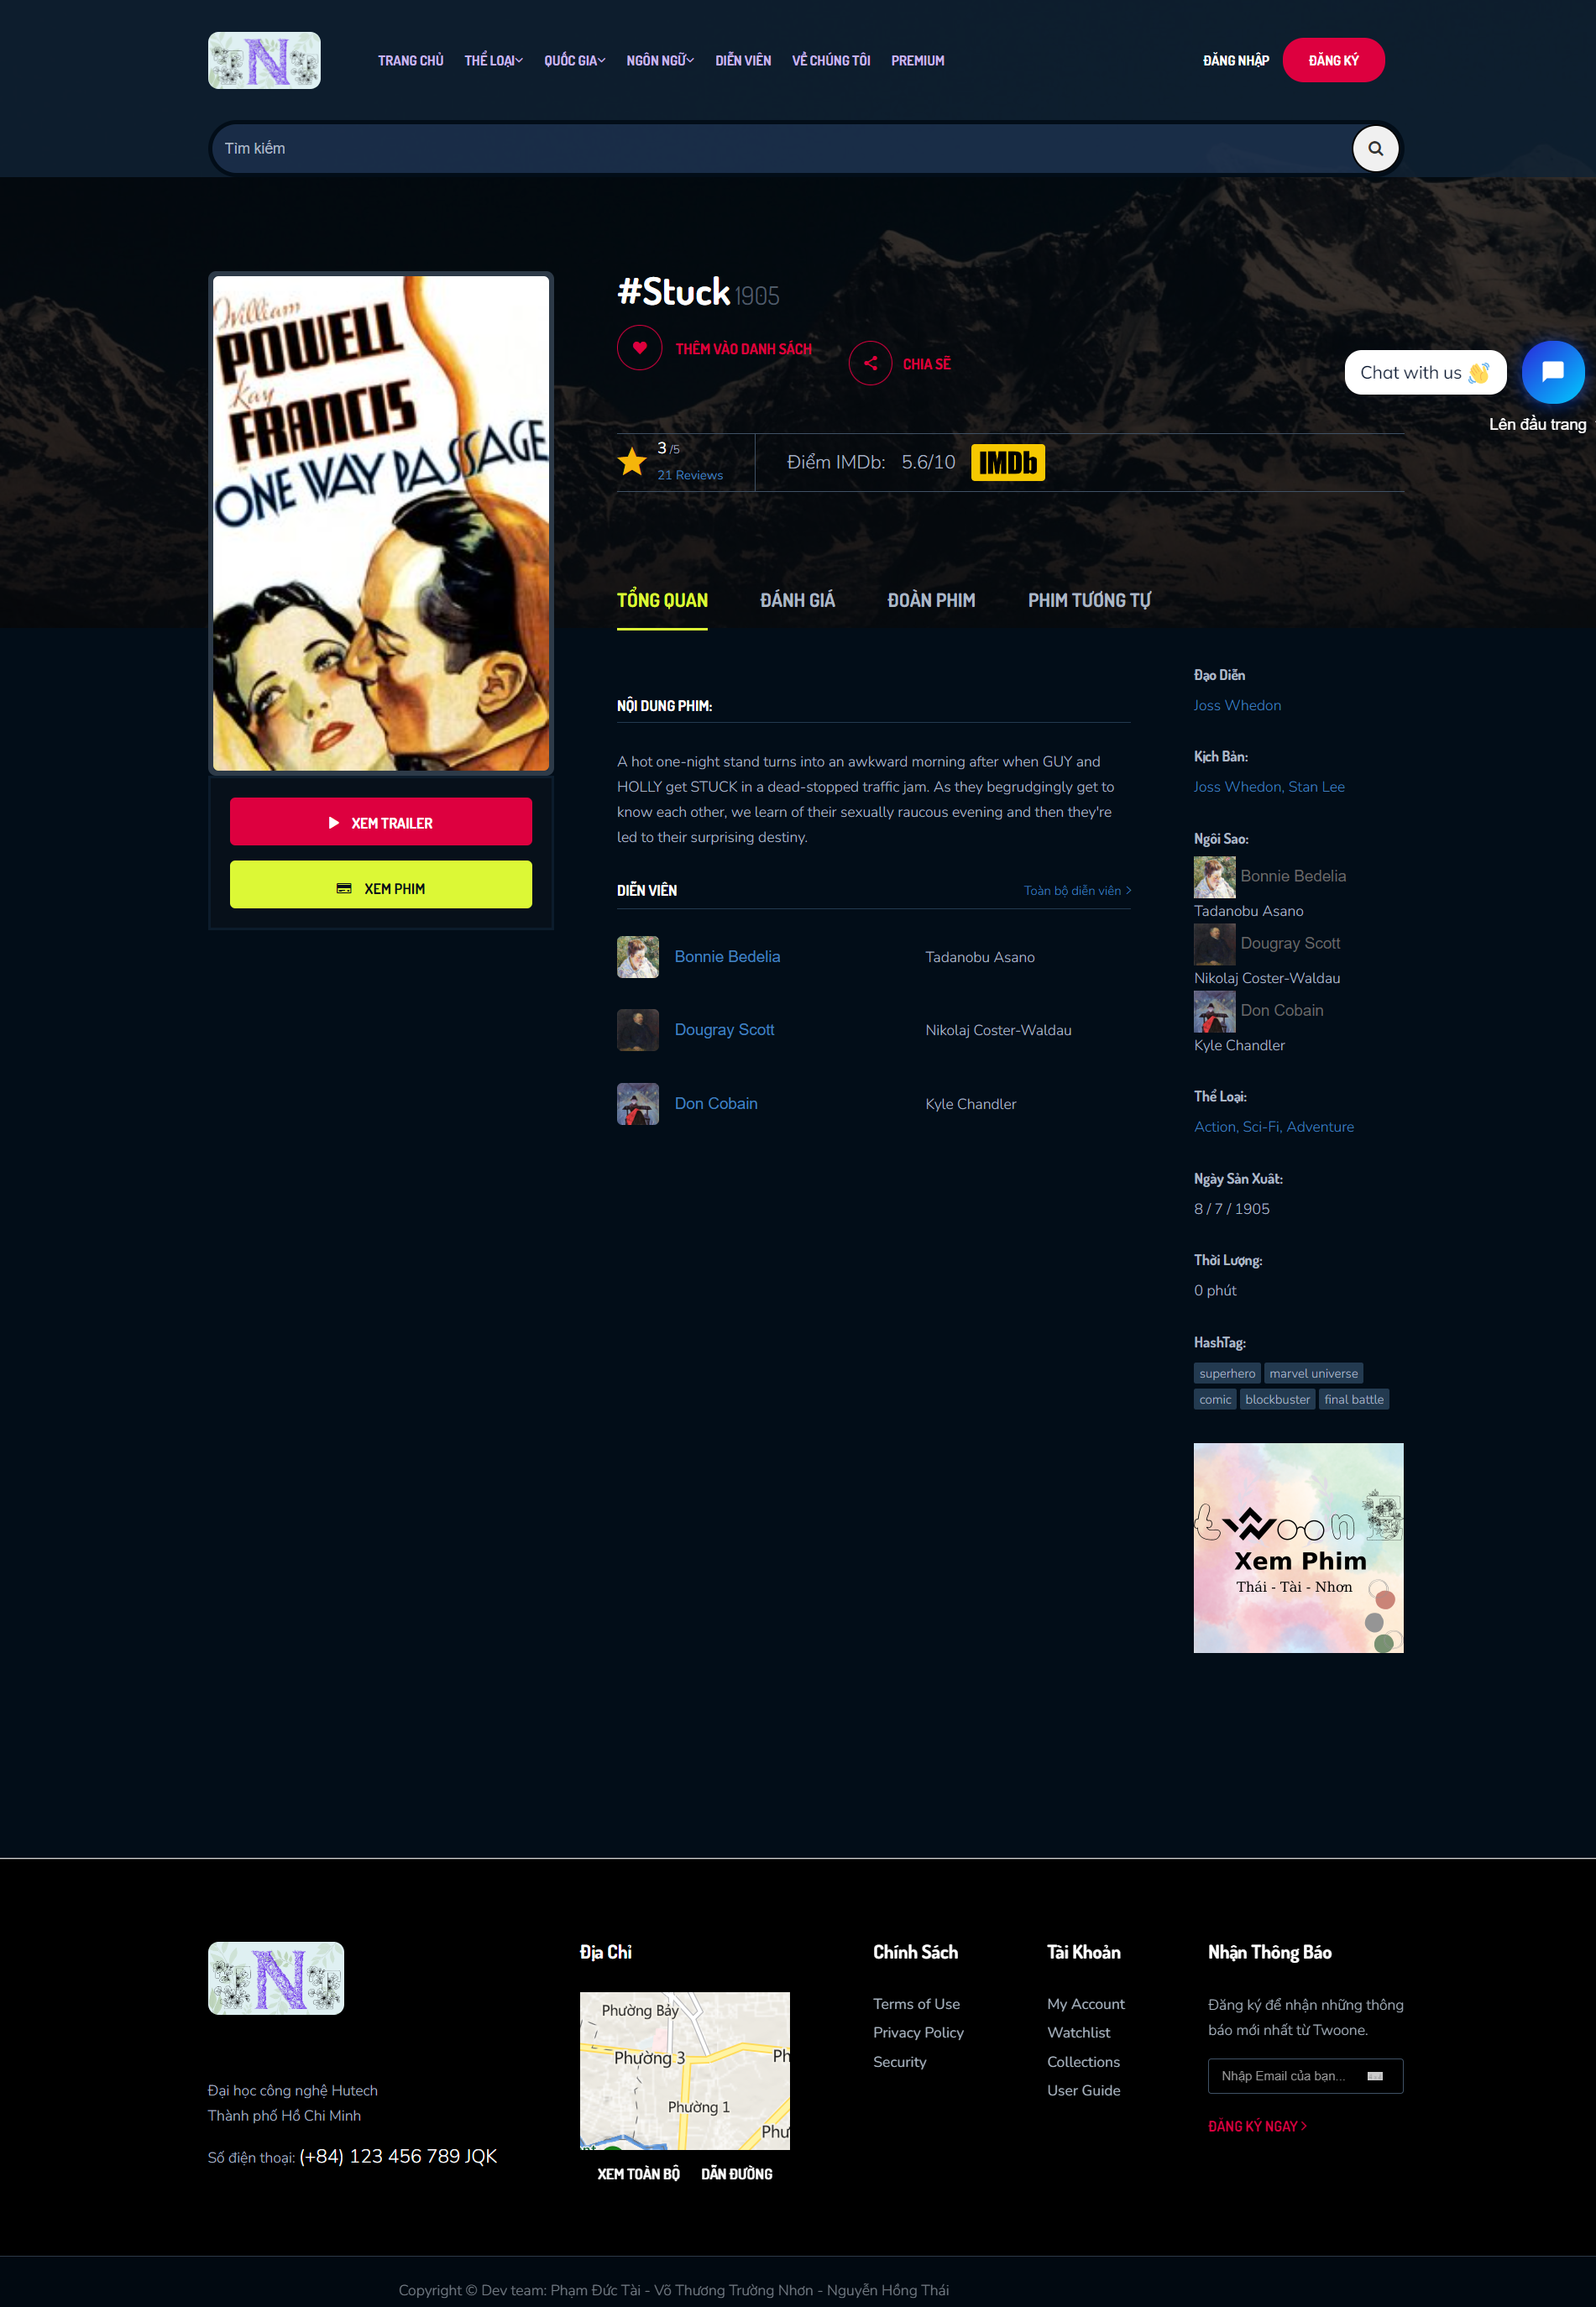 N
TRANG CHỦ THỂ LOẠI QUỐC GIA NGÔN NGỮ DIỄN VIÊN VỀ CHÚNG TÔI PREMIUM
ĐĂNG NHẬP ĐĂNG KÝ
Tìm kiếm
William
POWELL
Kay
FRANCIS
ONE WAY PASSAGE
XEM TRAILER
XEM PHIM
#Stuck 1905
THÊM VÀO DANH SÁCH
CHIA SẼ
Chat with us 👋
Lên đầu trang
3 /5
21 Reviews
Điểm IMDb: 5.6/10 IMDb
TỔNG QUAN ĐÁNH GIÁ ĐOÀN PHIM PHIM TƯƠNG TỰ
NỘI DUNG PHIM:
A hot one-night stand turns into an awkward morning after when GUY and
HOLLY get STUCK in a dead-stopped traffic jam. As they begrudgingly get to
know each other, we learn of their sexually raucous evening and then they're
led to their surprising destiny.
DIỄN VIÊN Toàn bộ diễn viên
Bonnie Bedelia Tadanobu Asano
Dougray Scott Nikolaj Coster-Waldau
Don Cobain Kyle Chandler
Đạo Diễn
Joss Whedon
Kịch Bản:
Joss Whedon, Stan Lee
Ngôi Sao:
Bonnie Bedelia
Tadanobu Asano
Dougray Scott
Nikolaj Coster-Waldau
Don Cobain
Kyle Chandler
Thể Loại:
Action, Sci-Fi, Adventure
Ngày Sản Xuất:
8 / 7 / 1905
Thời Lượng:
0 phút
HashTag:
superhero marvel universe
comic blockbuster final battle
twoone
Xem Phim
Thái - Tài - Nhơn
N
Đại học công nghệ Hutech
Thành phố Hồ Chi Minh
Số điện thoại: (+84) 123 456 789 JQK
Địa Chỉ
Phường Bảy
Phường 3
Phường 1
XEM TOÀN BỘ DẪN ĐƯỜNG
Chính Sách
Terms of Use
Privacy Policy
Security
Tài Khoản
My Account
Watchlist
Collections
User Guide
Nhận Thông Báo
Đăng ký để nhận những thông
báo mới nhất từ Twoone.
Nhập Email của bạn...
ĐĂNG KÝ NGAY
Copyright © Dev team: Phạm Đức Tài - Võ Thương Trường Nhơn - Nguyễn Hồng Thái